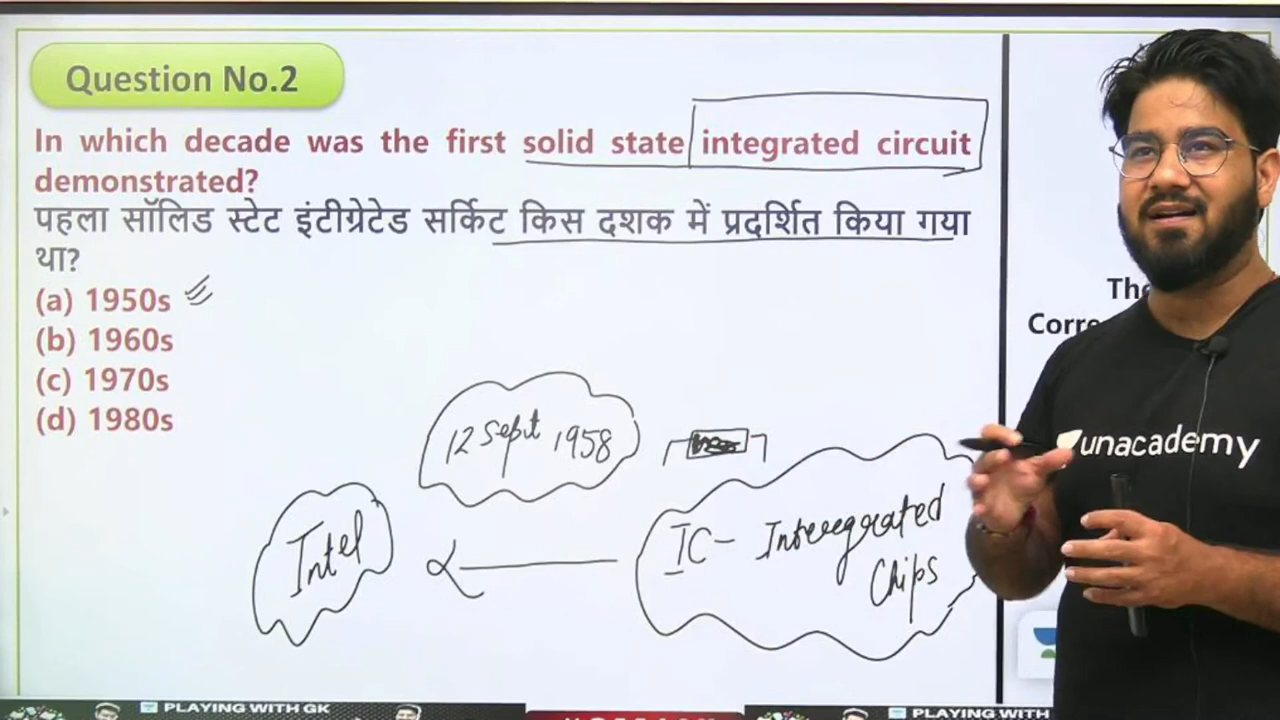 Question No.2
In which decade was the first solid state integrated circuit
demonstrated?
पहला सॉलिड स्टेट इंटीग्रेटेड सर्किट किस दशक में प्रदर्शित किया गया
था?
(a) 1950s
(b) 1960s
(c) 1970s
(d) 1980s
12 Sept 1958
Intel
IC-
Chips
Corre
unacademy
PLAYING WITH GK
PLAYING WITH